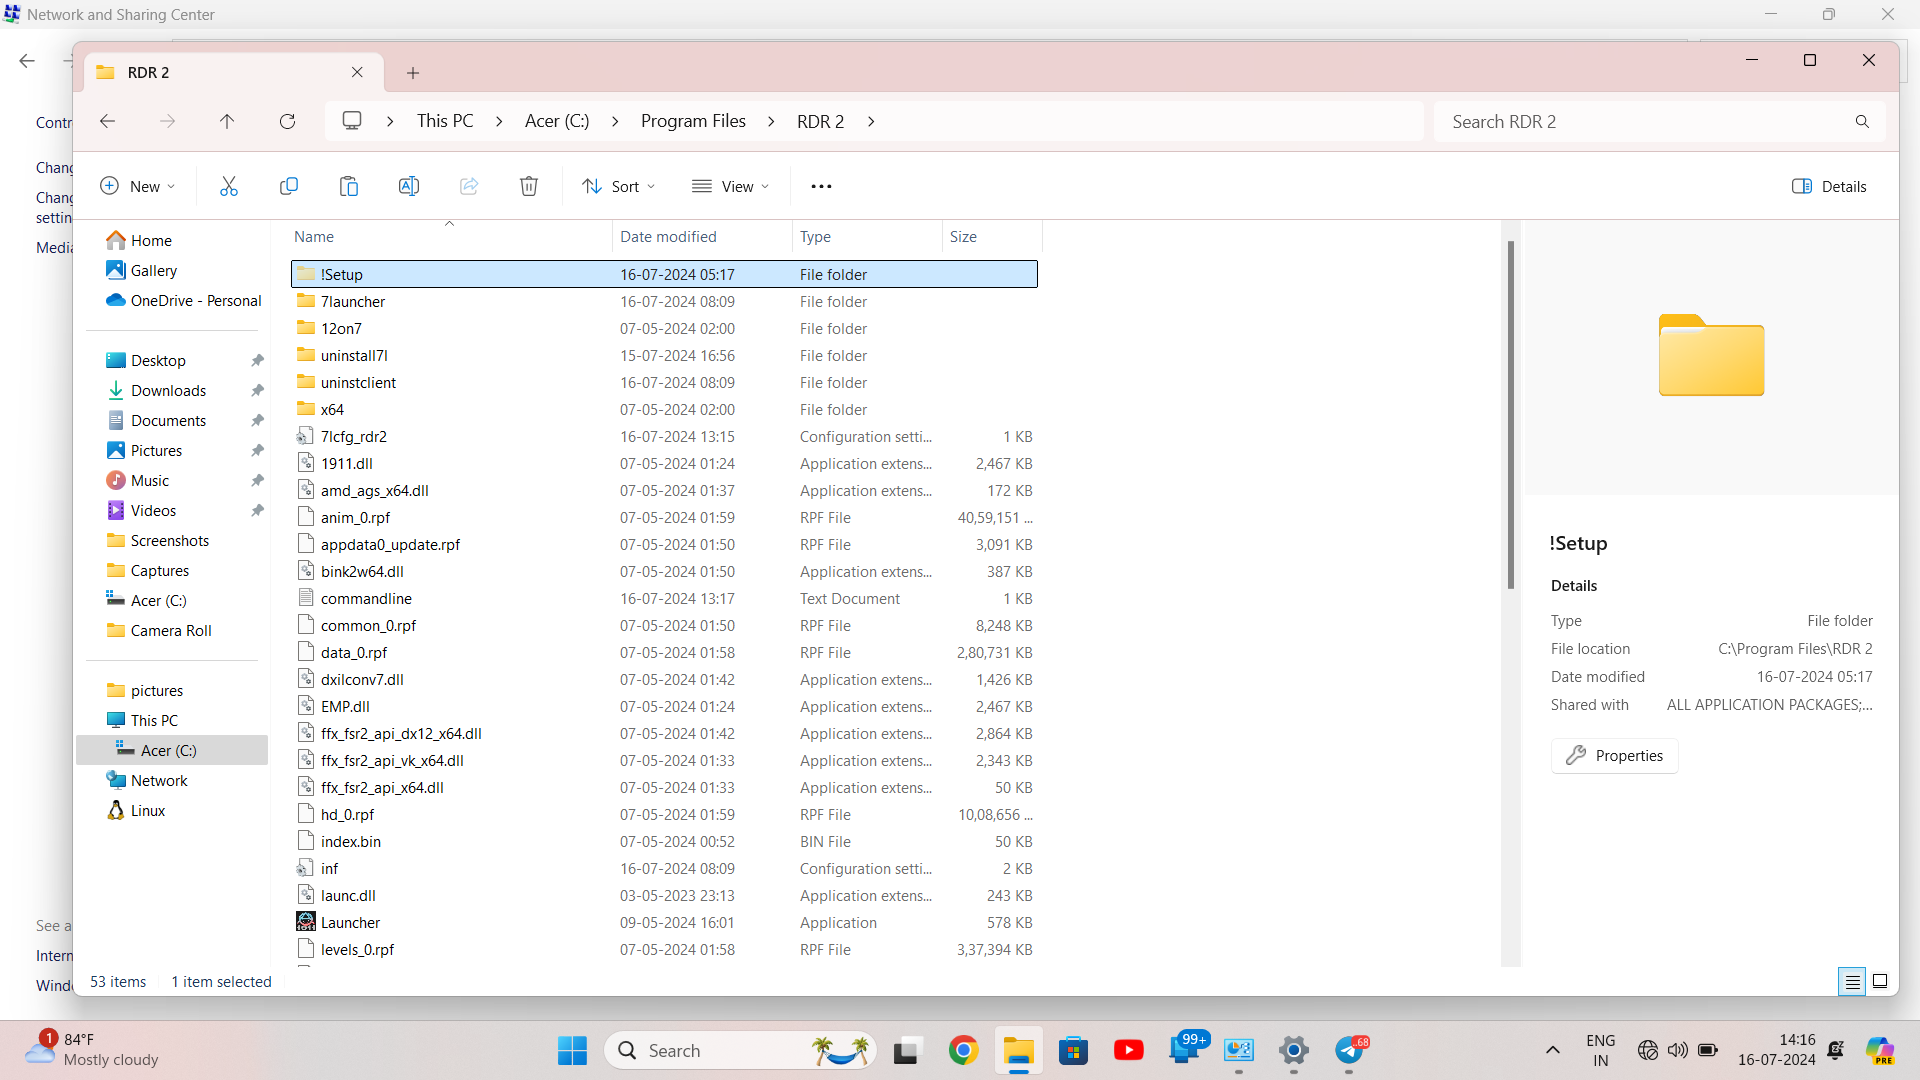 Network and Sharing Center
RDR 2
This PC
Acer (C:)
Program Files
RDR 2
Search RDR 2
New
Sort
View
Details
Contr
Chang
Chang
settin
Media
See a
Intern
Windo
Home
Gallery
OneDrive - Personal
Desktop
Downloads
Documents
Pictures
Music
Videos
Screenshots
Captures
Acer (C:)
Camera Roll
pictures
This PC
Acer (C:)
Network
Linux
Name Date modified Type Size
!Setup 16-07-2024 05:17 File folder
7launcher 16-07-2024 08:09 File folder
12on7 07-05-2024 02:00 File folder
uninstall7l 15-07-2024 16:56 File folder
uninstclient 16-07-2024 08:09 File folder
x64 07-05-2024 02:00 File folder
7lcfg_rdr2 16-07-2024 13:15 Configuration setti... 1 KB
1911.dll 07-05-2024 01:24 Application extens... 2,467 KB
amd_ags_x64.dll 07-05-2024 01:37 Application extens... 172 KB
anim_0.rpf 07-05-2024 01:59 RPF File 40,59,151 ...
appdata0_update.rpf 07-05-2024 01:50 RPF File 3,091 KB
bink2w64.dll 07-05-2024 01:50 Application extens... 387 KB
commandline 16-07-2024 13:17 Text Document 1 KB
common_0.rpf 07-05-2024 01:50 RPF File 8,248 KB
data_0.rpf 07-05-2024 01:58 RPF File 2,80,731 KB
dxilconv7.dll 07-05-2024 01:42 Application extens... 1,426 KB
EMP.dll 07-05-2024 01:24 Application extens... 2,467 KB
ffx_fsr2_api_dx12_x64.dll 07-05-2024 01:42 Application extens... 2,864 KB
ffx_fsr2_api_vk_x64.dll 07-05-2024 01:33 Application extens... 2,343 KB
ffx_fsr2_api_x64.dll 07-05-2024 01:33 Application extens... 50 KB
hd_0.rpf 07-05-2024 01:59 RPF File 10,08,656 ...
index.bin 07-05-2024 00:52 BIN File 50 KB
inf 16-07-2024 08:09 Configuration setti... 2 KB
launc.dll 03-05-2023 23:13 Application extens... 243 KB
Launcher 09-05-2024 16:01 Application 578 KB
levels_0.rpf 07-05-2024 01:58 RPF File 3,37,394 KB
!Setup
Details
Type File folder
File location C:\Program Files\RDR 2
Date modified 16-07-2024 05:17
Shared with ALL APPLICATION PACKAGES;...
Properties
53 items 1 item selected
1
84°F
Mostly cloudy
Search
99+
.68
ENG
IN
14:16
16-07-2024
PRE